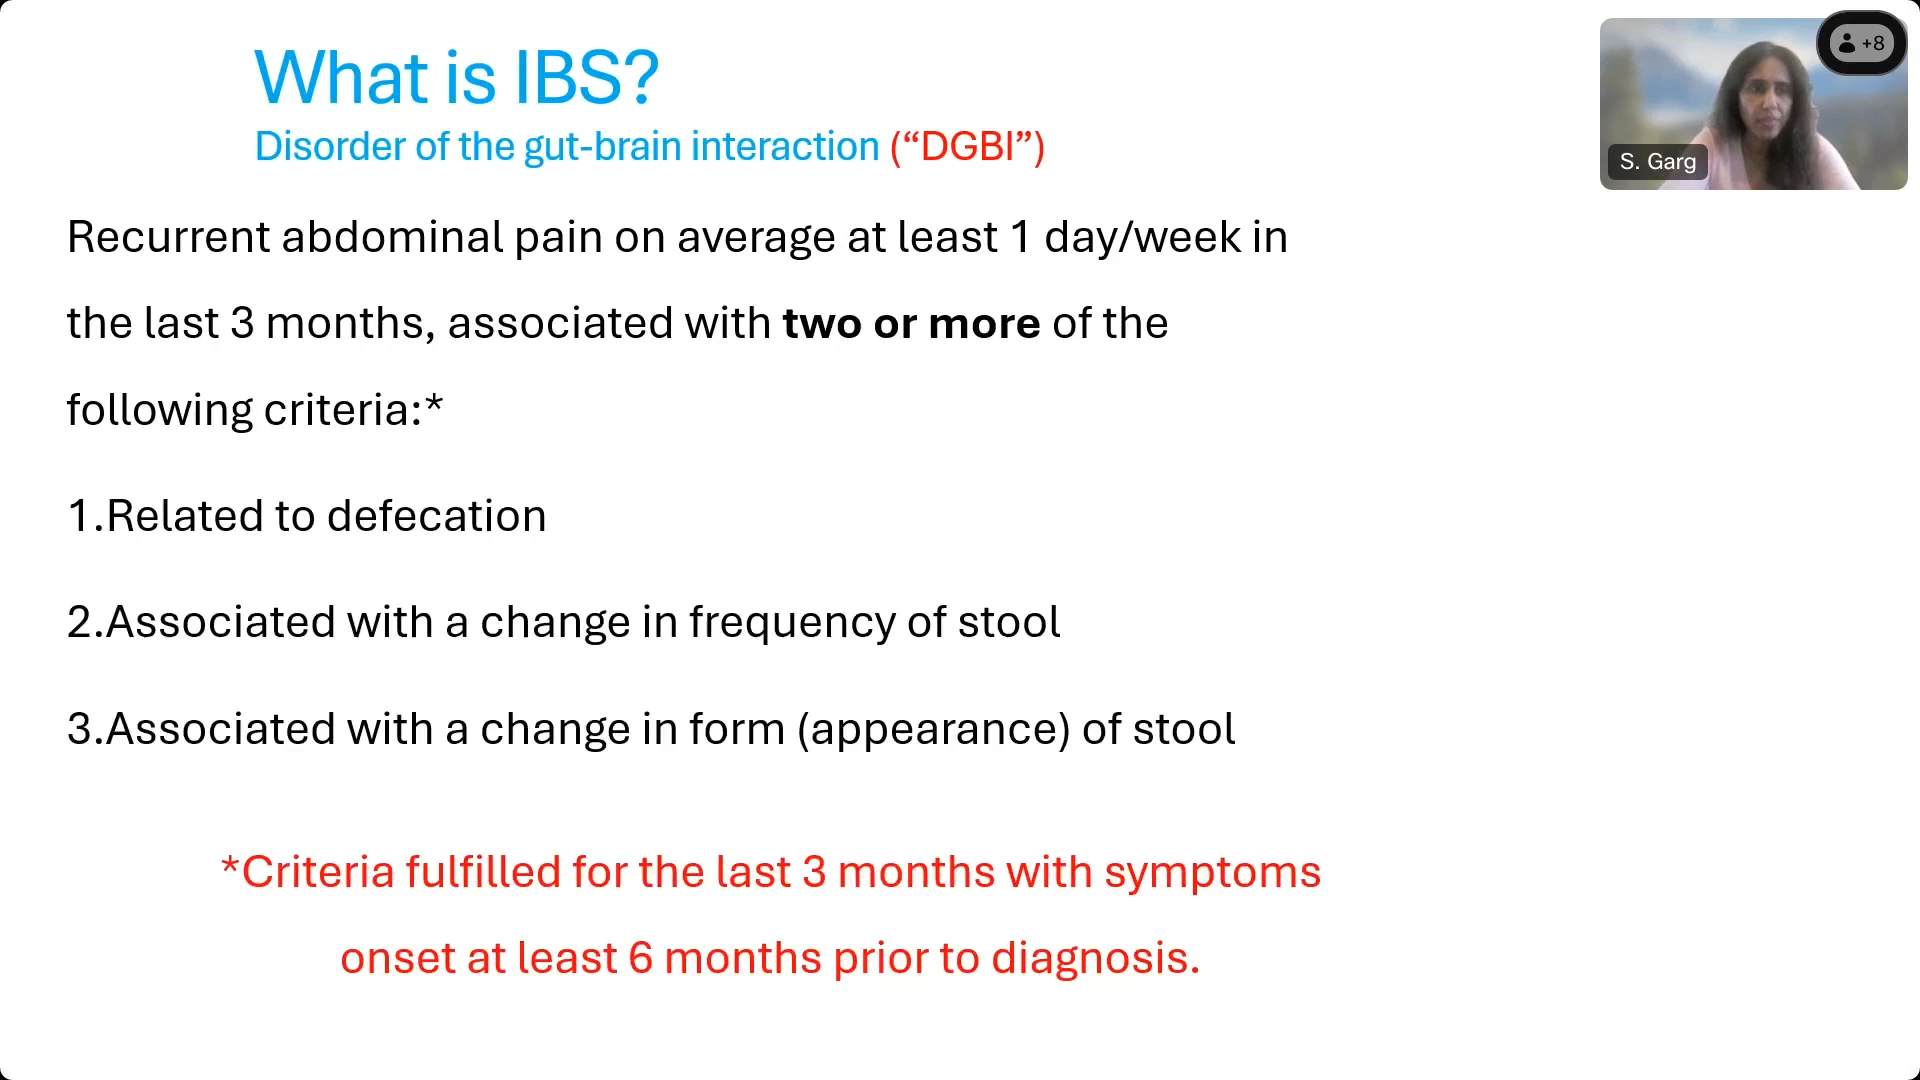 What is IBS?
Disorder of the gut-brain interaction (“DGBI”)
+8
S. Garg
Recurrent abdominal pain on average at least 1 day/week in
the last 3 months, associated with two or more of the
following criteria:*
1.Related to defecation
2.Associated with a change in frequency of stool
3.Associated with a change in form (appearance) of stool
*Criteria fulfilled for the last 3 months with symptoms
onset at least 6 months prior to diagnosis.